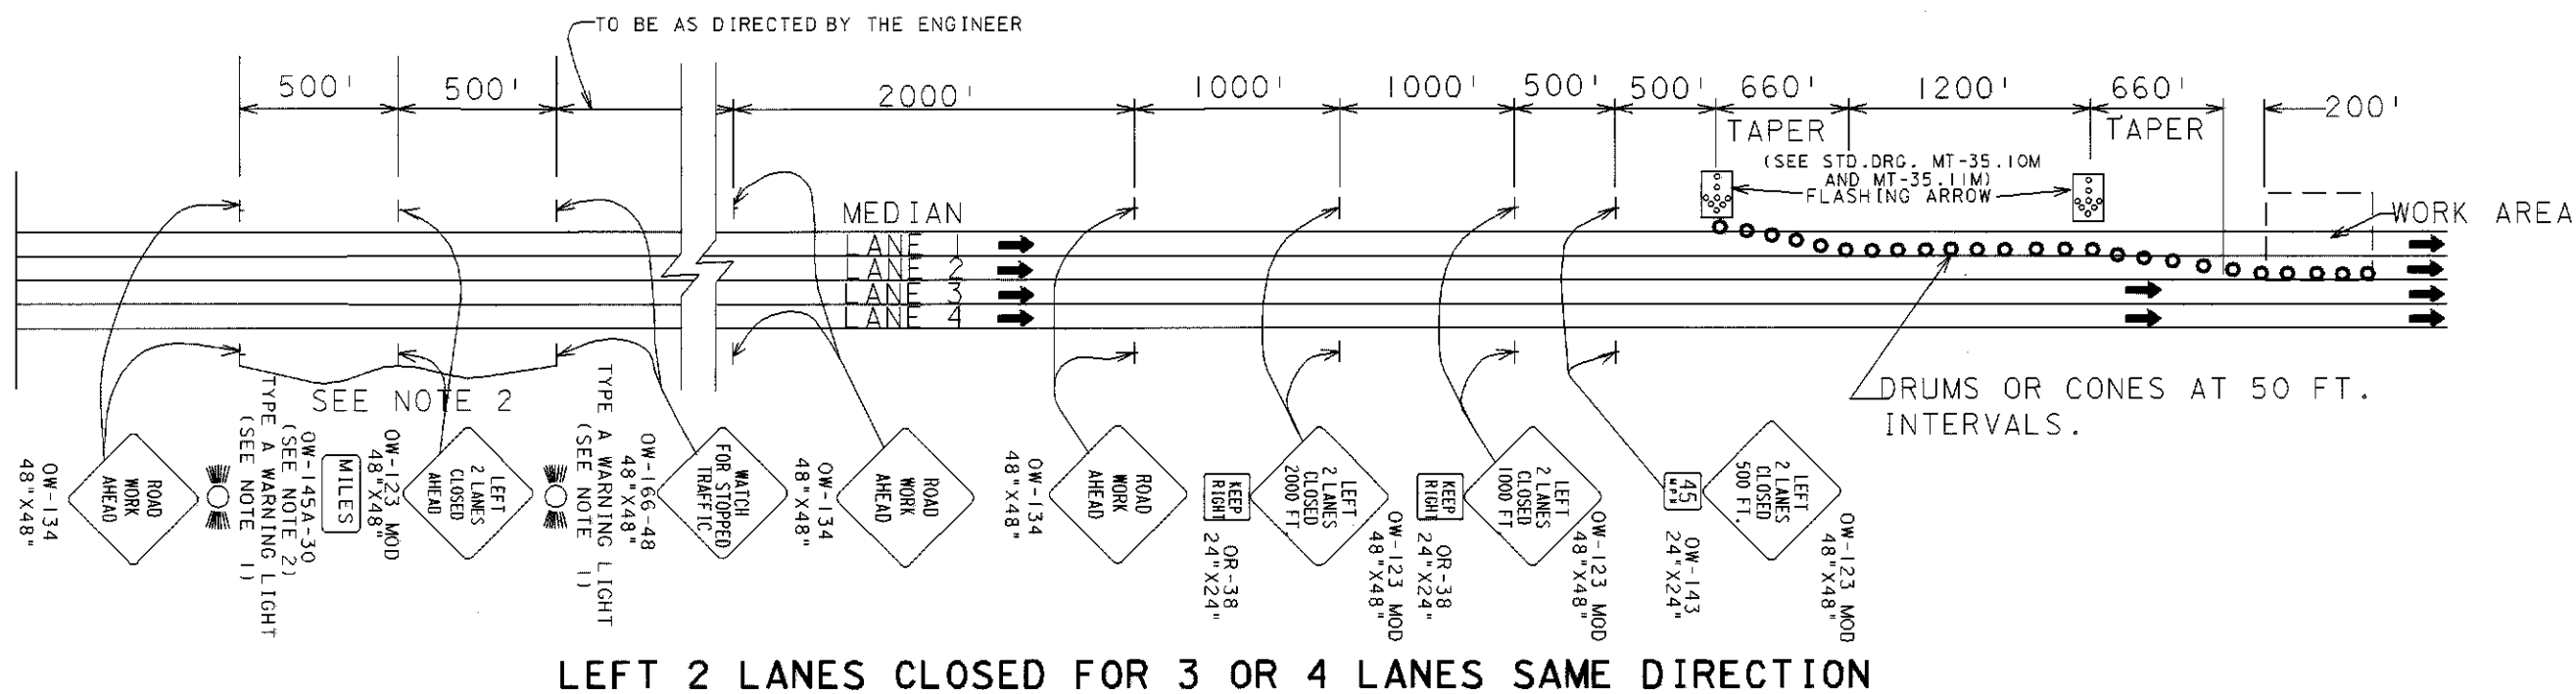 TO BE AS DIRECTED BY THE ENGINEER
500' 500' 2000' 1000' 1000' 500' 500' 660' 1200' 660' 200'
TAPER TAPER
(SEE STD.DRG. MT-35.10M
AND MT-35.11M)
FLASHING ARROW
WORK AREA
MEDIAN
LANE 1
LANE 2
LANE 3
LANE 4
DRUMS OR CONES AT 50 FT.
INTERVALS.
SEE NOTE 2
ROAD
WORK
AHEAD
OW-134
48"X48"
TYPE A WARNING LIGHT
(SEE NOTE 1)
MILES
OW-145A-30
(SEE NOTE 2)
LEFT
2 LANES
CLOSED
AHEAD
OW-123 MOD
48"X48"
TYPE A WARNING LIGHT
(SEE NOTE 1)
WATCH
FOR STOPPED
TRAFFIC
OW-166-48
48"X48"
ROAD
WORK
AHEAD
OW-134
48"X48"
ROAD
WORK
AHEAD
OW-134
48"X48"
LEFT
2 LANES
CLOSED
2000 FT
OW-123 MOD
48"X48"
KEEP
RIGHT
OR-38
24"X24"
LEFT
2 LANES
CLOSED
1000 FT
OW-123 MOD
48"X48"
KEEP
RIGHT
OR-38
24"X24"
LEFT
2 LANES
CLOSED
500 FT.
OW-123 MOD
48"X48"
45
MPH
OW-143
24"X24"
LEFT 2 LANES CLOSED FOR 3 OR 4 LANES SAME DIRECTION